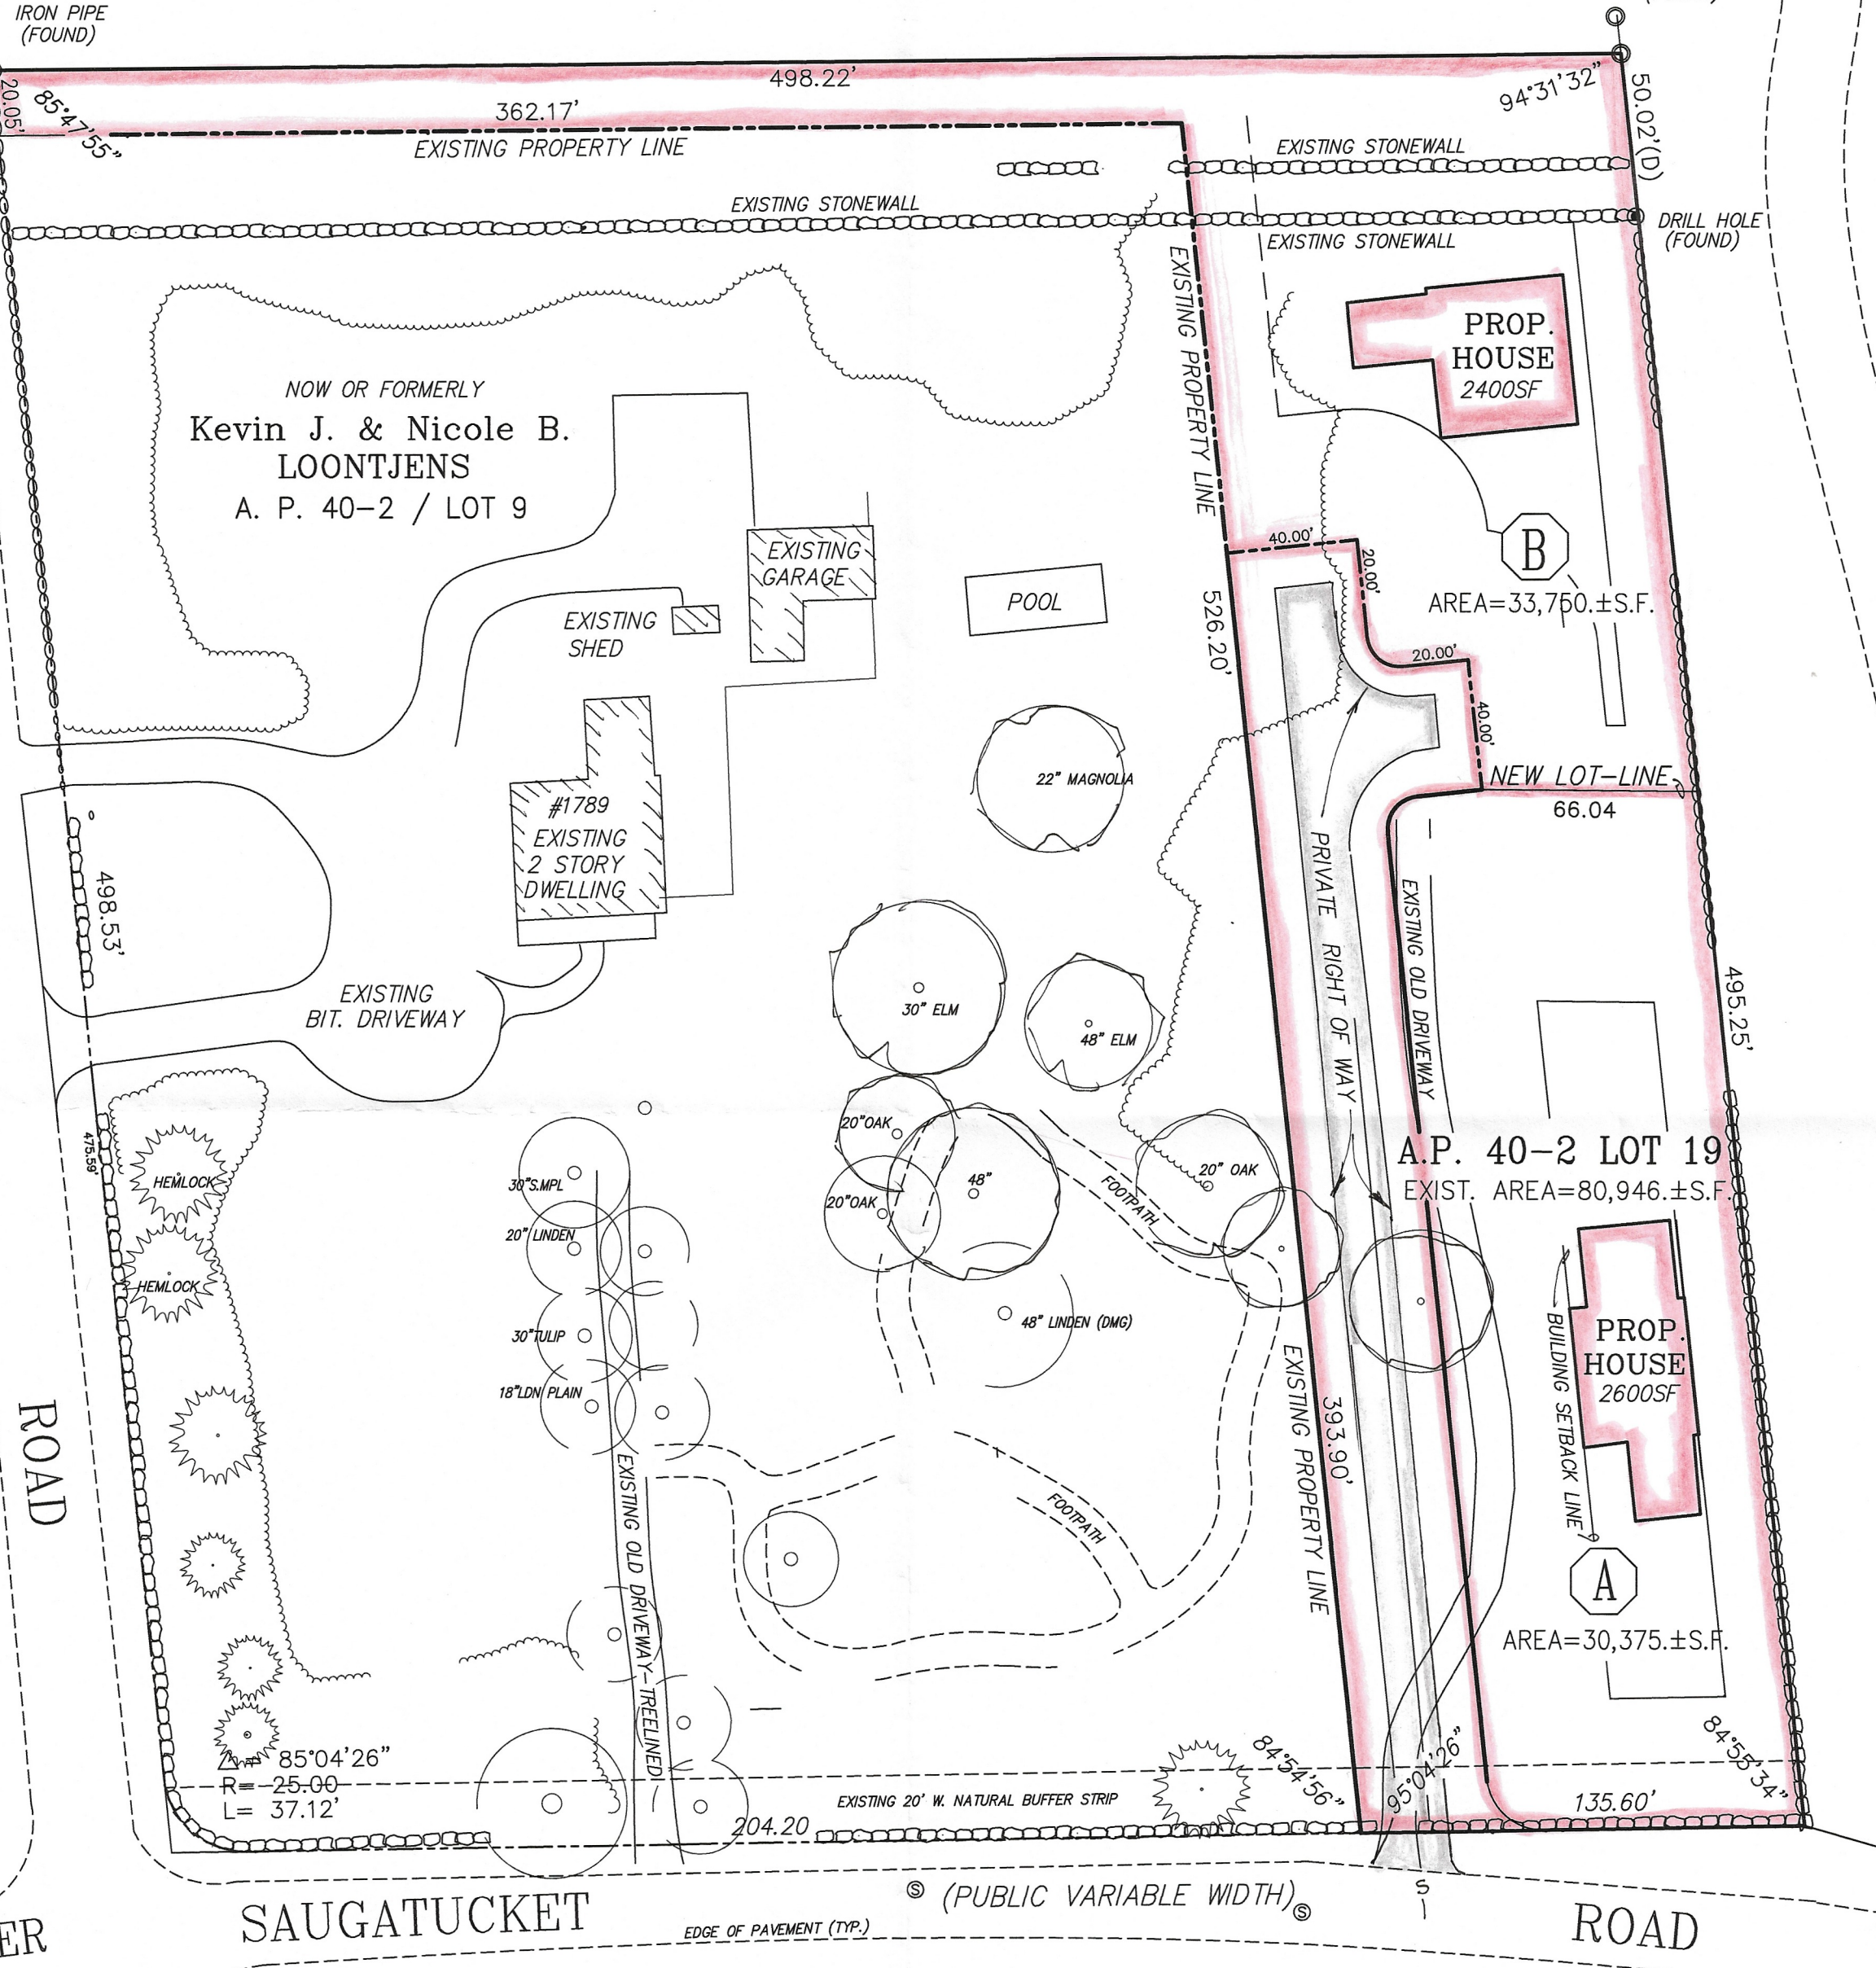 IRON PIPE
(FOUND)
498.22'
94°31'32"
50.02'(D)
20.05'
85°47'55"
362.17'
EXISTING PROPERTY LINE
EXISTING STONEWALL
EXISTING STONEWALL
EXISTING STONEWALL
DRILL HOLE
(FOUND)
EXISTING PROPERTY LINE
PROP.
HOUSE
2400SF
NOW OR FORMERLY
Kevin J. & Nicole B.
LOONTJENS
A. P. 40-2 / LOT 9
EXISTING
GARAGE
EXISTING
SHED
POOL
40.00'
20.00'
B
AREA=33,750.±S.F.
526.20'
20.00'
40.00'
NEW LOT-LINE
66.04
22" MAGNOLIA
#1789
EXISTING
2 STORY
DWELLING
PRIVATE RIGHT OF WAY
EXISTING OLD DRIVEWAY
498.53'
EXISTING
BIT. DRIVEWAY
30" ELM
48" ELM
495.25'
475.59'
HEMLOCK
HEMLOCK
20"OAK
20"OAK
48"
20" OAK
FOOTPATH
A.P. 40-2 LOT 19
EXIST. AREA=80,946.±S.F.
30"S.MPL
20" LINDEN
30"TULIP
18"LDN PLAIN
48" LINDEN (DMG)
PROP.
HOUSE
2600SF
BUILDING SETBACK LINE
ROAD
EXISTING PROPERTY LINE
393.90'
FOOTPATH
EXISTING OLD DRIVEWAY-TREELINED
A
AREA=30,375.±S.F.
Δ= 85°04'26"
R= 25.00
L= 37.12'
84°54'56"
95°04'26"
84°55'34"
EXISTING 20' W. NATURAL BUFFER STRIP
204.20
135.60'
SAUGATUCKET
S
(PUBLIC VARIABLE WIDTH)
S
S
ROAD
EDGE OF PAVEMENT (TYP.)
ER